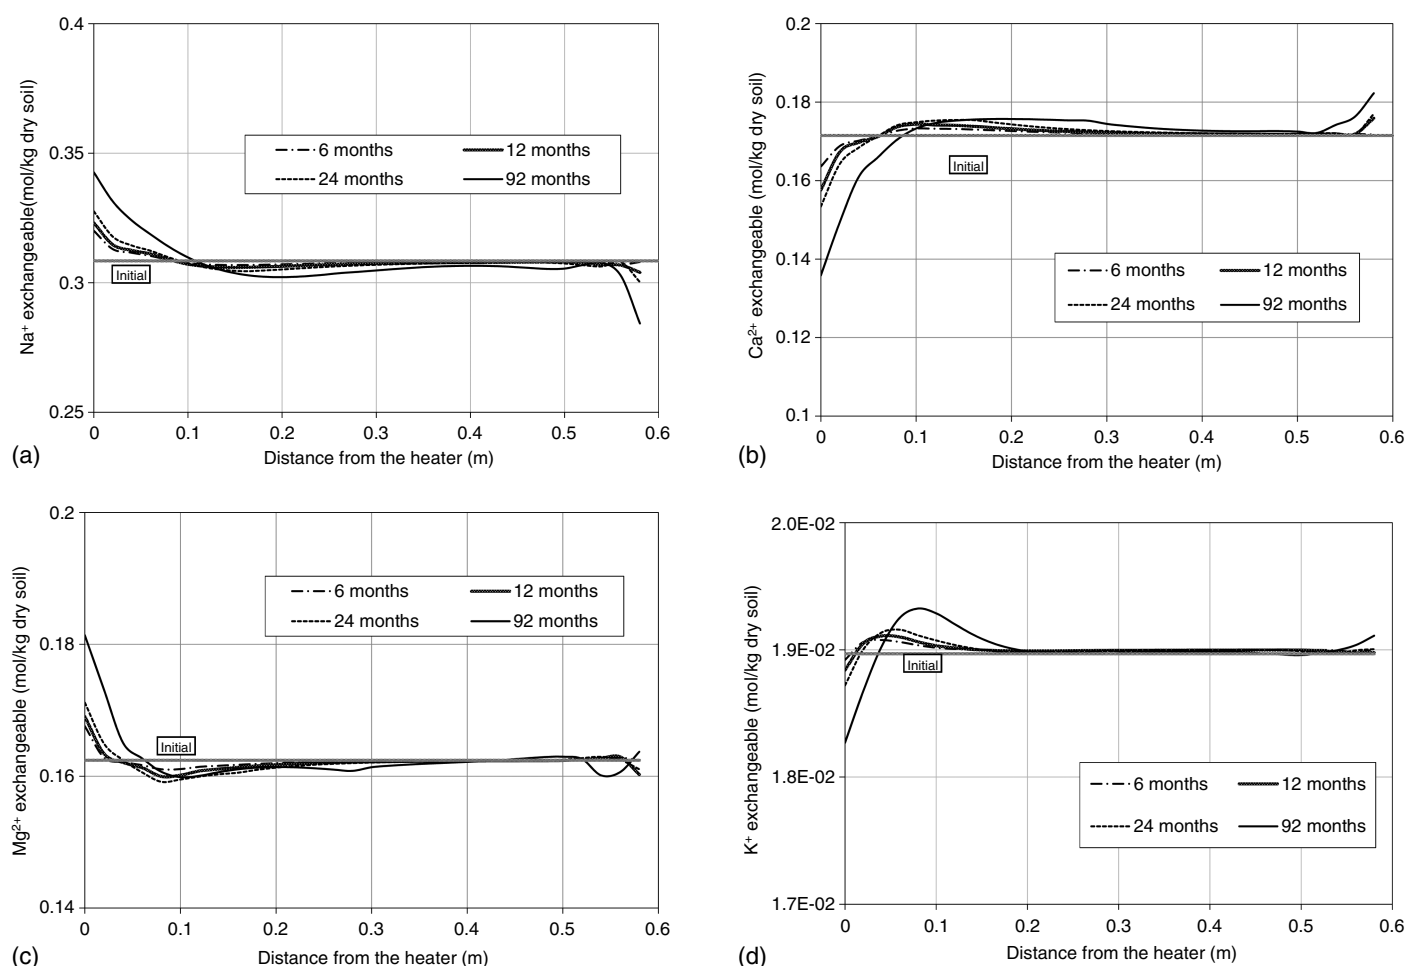 0.4
0.35
0.3
0.25
Na+ exchangeable(mol/kg dry soil)
6 months
12 months
24 months
92 months
Initial
0 0.1 0.2 0.3 0.4 0.5 0.6
Distance from the heater (m)
(a)
0.2
0.18
0.16
0.14
0.12
0.1
Ca2+ exchangeable (mol/kg dry soil)
Initial
6 months
12 months
24 months
92 months
0 0.1 0.2 0.3 0.4 0.5 0.6
Distance from the heater (m)
(b)
0.2
0.18
0.16
0.14
Mg2+ exchangeable (mol/kg dry soil)
6 months
12 months
24 months
92 months
Initial
0 0.1 0.2 0.3 0.4 0.5 0.6
Distance from the heater (m)
(c)
2.0E-02
1.9E-02
1.8E-02
1.7E-02
K+ exchangeable (mol/kg dry soil)
Initial
6 months
12 months
24 months
92 months
0 0.1 0.2 0.3 0.4 0.5 0.6
Distance from the heater (m)
(d)